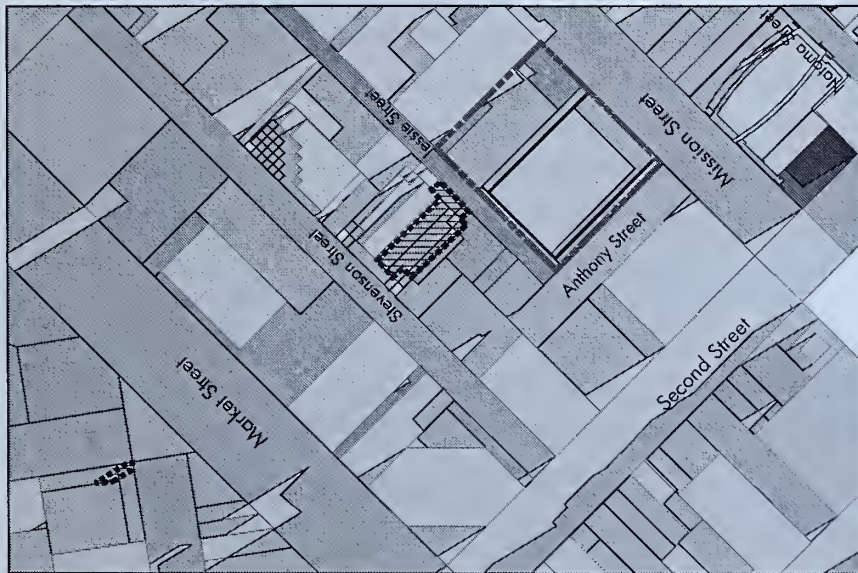 Natoma Street
Jessie Street
Mission Street
Stevenson Street
Anthony Street
Market Street
Second Street